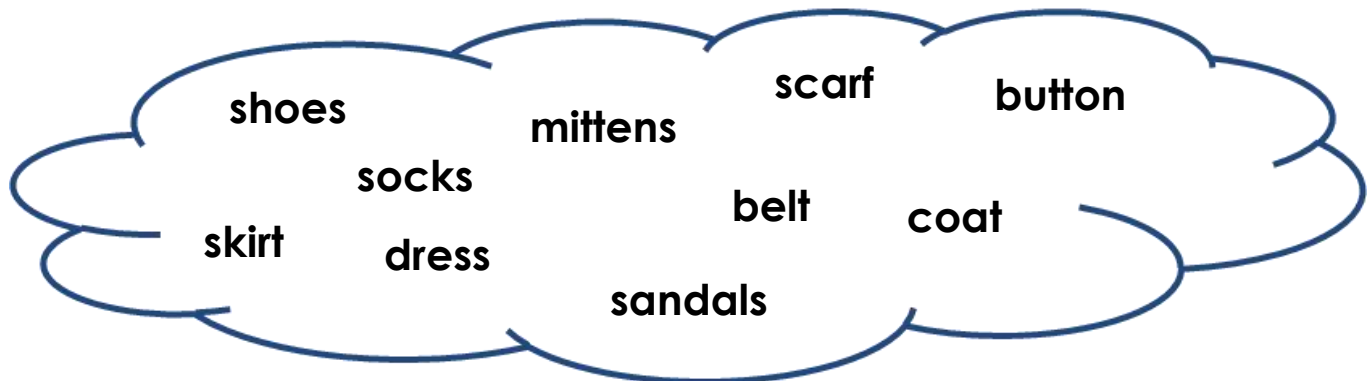 shoes
mittens
scarf
button
socks
belt
coat
skirt
dress
sandals